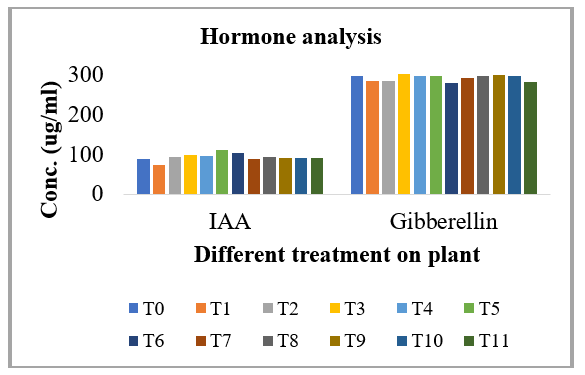 Hormone analysis
Conc. (ug/ml)
300
200
100
0
IAA Gibberellin
Different treatment on plant
T0 T1 T2 T3 T4 T5
T6 T7 T8 T9 T10 T11